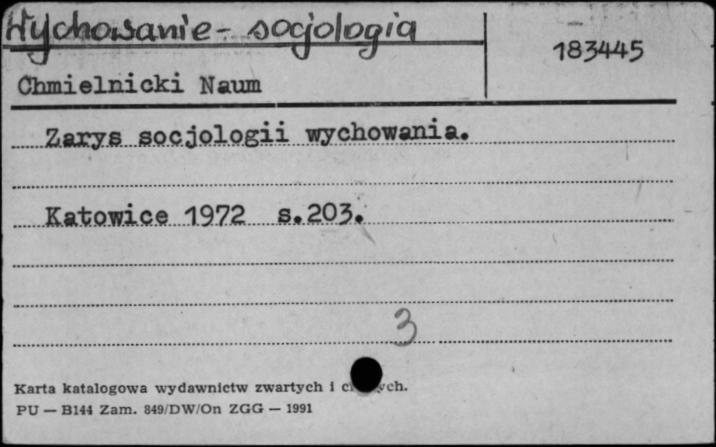 Wychowanie - socjologia
183445
Chmielnicki Naum
Zarys socjologii wychowania.
Katowice 1972 s.203.
3
Karta katalogowa wydawnictw zwartych i
PU — B144 Zam. 849/DW/On ZGG — 1991